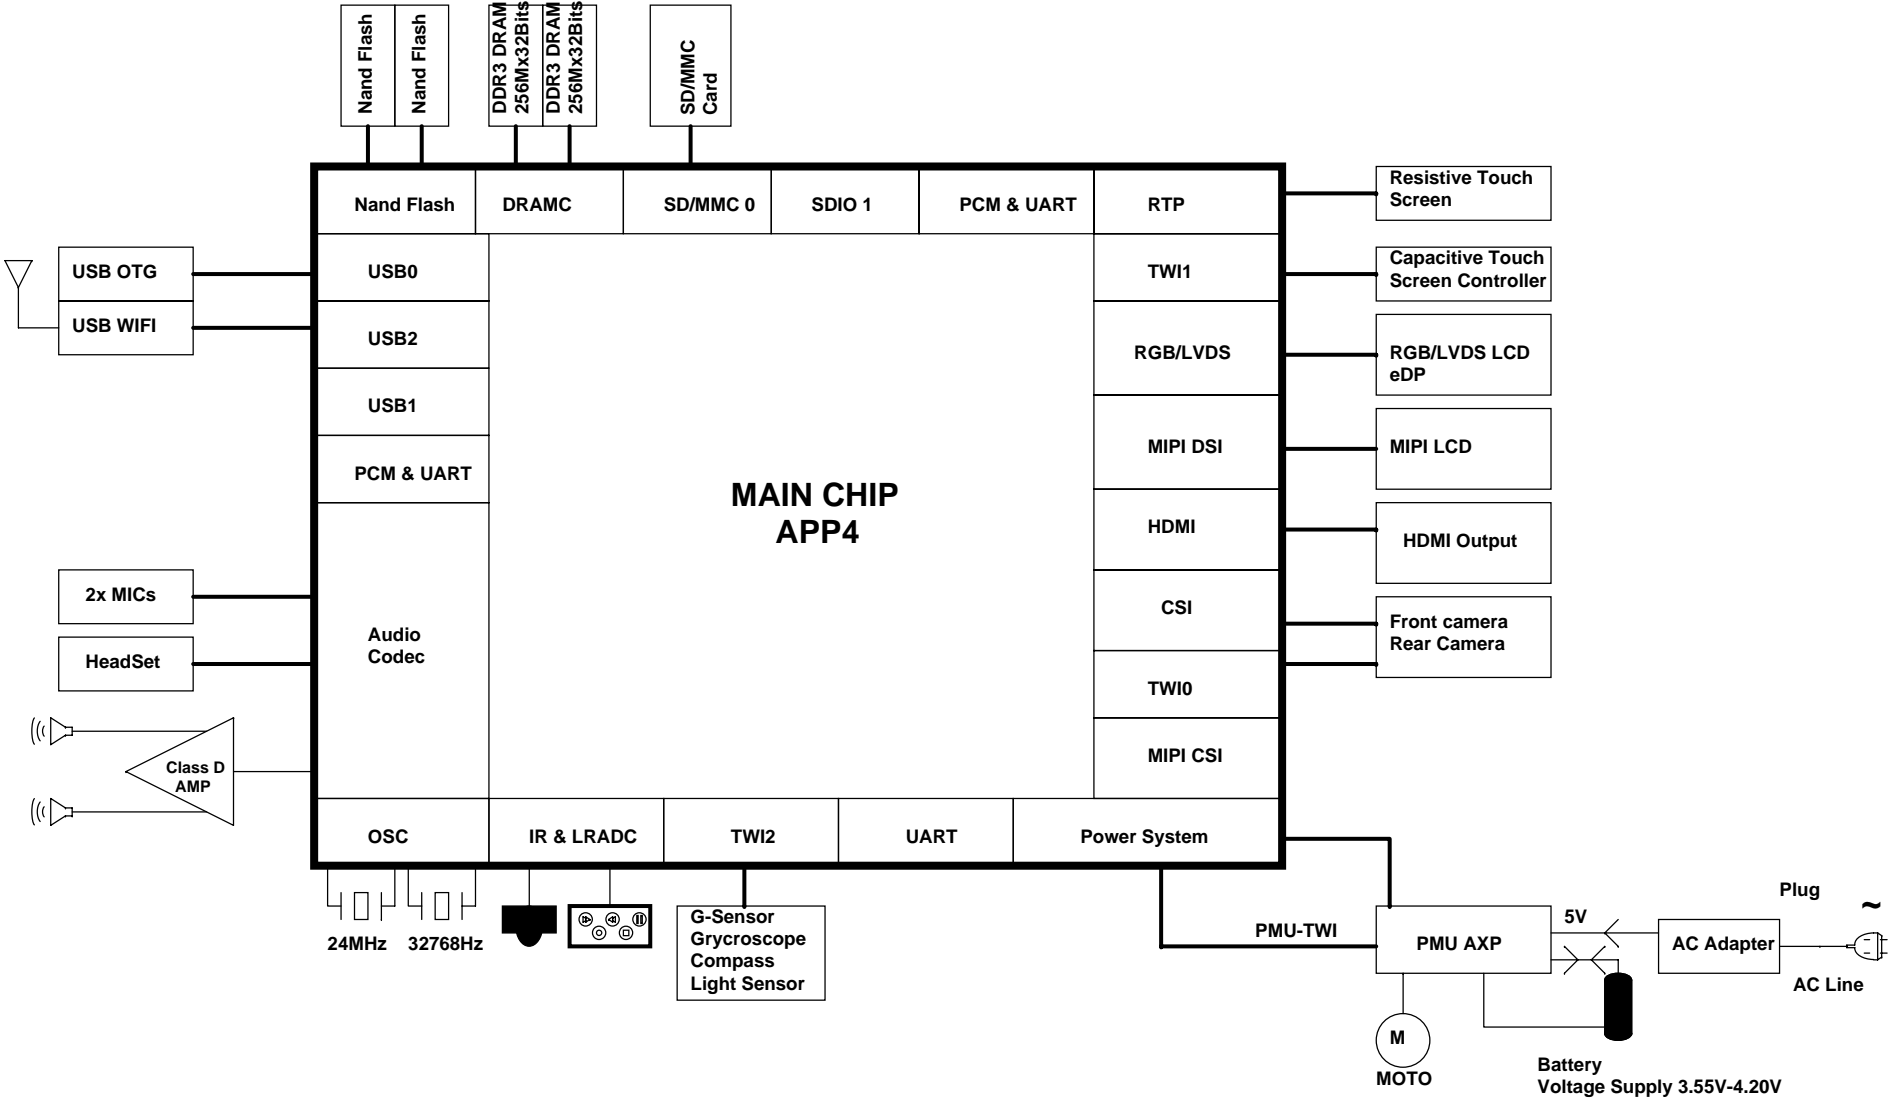 Nand Flash
Nand Flash
DDR3 DRAM
256Mx32Bits
DDR3 DRAM
256Mx32Bits
SD/MMC
Card
Nand Flash
DRAMC
SD/MMC 0
SDIO 1
PCM & UART
RTP
Resistive Touch
Screen
USB OTG
USB WIFI
USB0
USB2
USB1
PCM & UART
Audio
Codec
2x MICs
HeadSet
Class D
AMP
MAIN CHIP
APP4
TWI1
RGB/LVDS
MIPI DSI
HDMI
CSI
TWI0
MIPI CSI
Capacitive Touch
Screen Controller
RGB/LVDS LCD
eDP
MIPI LCD
HDMI Output
Front camera
Rear Camera
OSC
IR & LRADC
TWI2
UART
Power System
24MHz
32768Hz
G-Sensor
Grycroscope
Compass
Light Sensor
PMU-TWI
PMU AXP
5V
AC Adapter
Plug
~
AC Line
M
MOTO
Battery
Voltage Supply 3.55V-4.20V